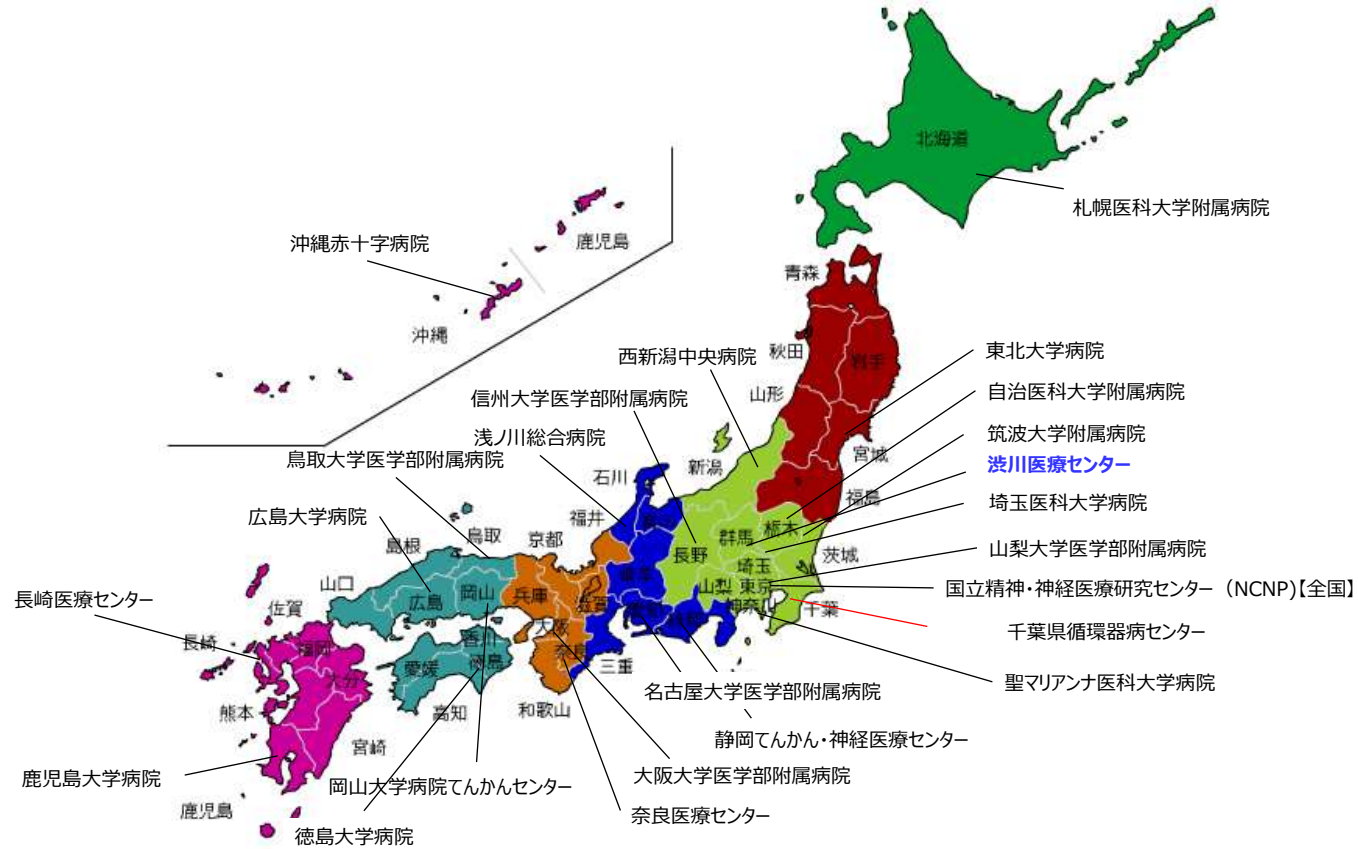 北海道
札幌医科大学附属病院
沖縄赤十字病院
鹿児島
沖縄
青森
秋田
岩手
山形
宮城
福島
西新潟中央病院
信州大学医学部附属病院
浅ノ川総合病院
鳥取大学医学部附属病院
広島大学病院
東北大学病院
自治医科大学附属病院
筑波大学附属病院
渋川医療センター
埼玉医科大学病院
山梨大学医学部附属病院
国立精神・神経医療研究センター（NCNP)【全国】
千葉県循環器病センター
聖マリアンナ医科大学病院
新潟
石川
富山
福井
長野
群馬
栃木
茨城
埼玉
山梨
東京
神奈川
千葉
岐阜
愛知
静岡
三重
滋賀
京都
兵庫
大阪
奈良
和歌山
鳥取
島根
岡山
広島
山口
香川
徳島
愛媛
高知
佐賀
長崎
福岡
大分
熊本
宮崎
鹿児島
長崎医療センター
鹿児島大学病院
名古屋大学医学部附属病院
静岡てんかん・神経医療センター
大阪大学医学部附属病院
岡山大学病院てんかんセンター
奈良医療センター
徳島大学病院